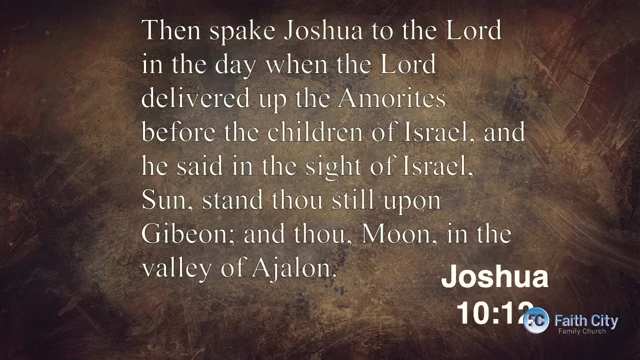 Then spake Joshua to the Lord
in the day when the Lord
delivered up the Amorites
before the children of Israel, and
he said in the sight of Israel,
Sun, stand thou still upon
Gibeon; and thou, Moon, in the
valley of Ajalon.
Joshua
10:12
FC Faith City
Family Church